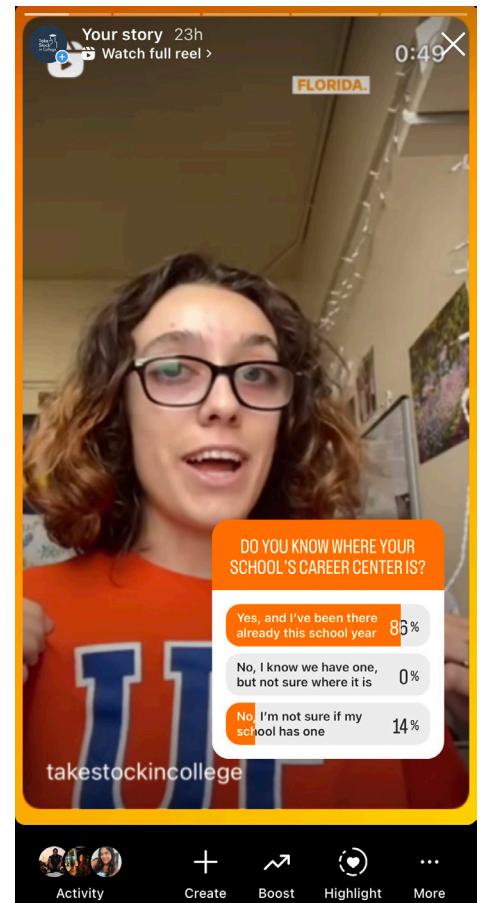 Your story 23h
Watch full reel >
0:49
FLORIDA.
DO YOU KNOW WHERE YOUR
SCHOOL'S CAREER CENTER IS?
Yes, and I've been there
already this school year
86%
No, I know we have one,
but not sure where it is
0%
No, I'm not sure if my
school has one
14%
UF
takestockincollege
Activity
Create
Boost
Highlight
More